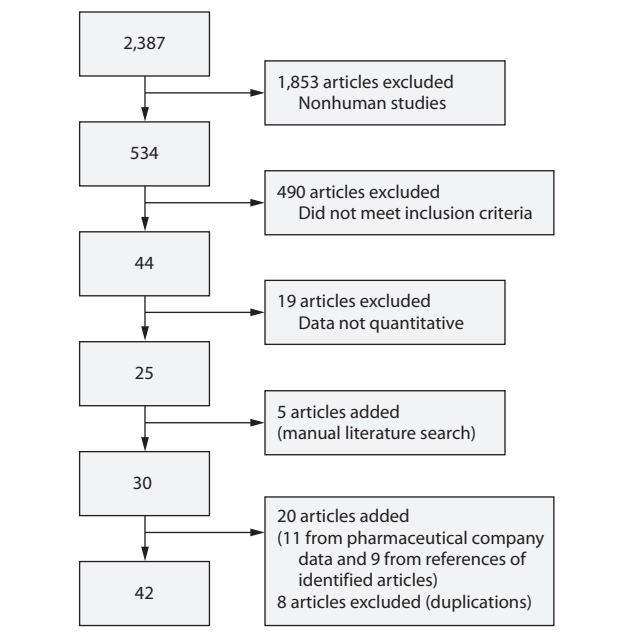 2,387
1,853 articles excluded
Nonhuman studies
534
490 articles excluded
Did not meet inclusion criteria
44
19 articles excluded
Data not quantitative
25
5 articles added
(manual literature search)
30
20 articles added
(11 from pharmaceutical company
data and 9 from references of
identified articles)
8 articles excluded (duplications)
42